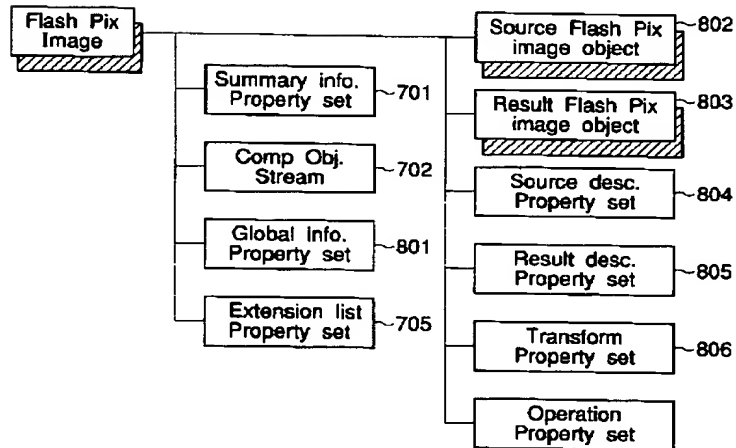 Flash Pix
Image
Summary info.
Property set
701
Comp Obj.
Stream
702
Global info.
Property set
801
Extension list
Property set
705
Source Flash Pix
image object
802
Result Flash Pix
image object
803
Source desc.
Property set
804
Result desc.
Property set
805
Transform
Property set
806
Operation
Property set